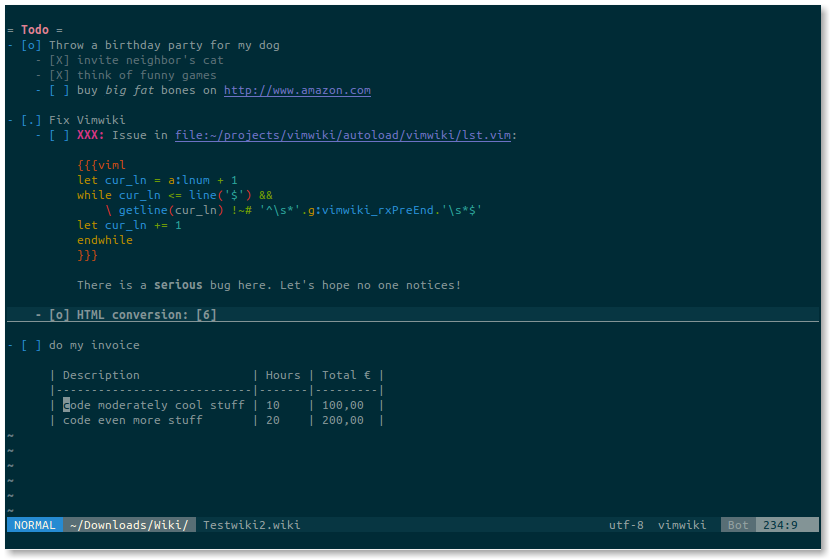 = Todo =
- [o] Throw a birthday party for my dog
    - [X] invite neighbor's cat
    - [X] think of funny games
    - [ ] buy big fat bones on http://www.amazon.com
- [.] Fix Vimwiki
    - [ ] XXX: Issue in file:~/projects/vimwiki/autoload/vimwiki/lst.vim:
          {{{viml
          let cur_ln = a:lnum + 1
          while cur_ln <= line('$') &&
              \ getline(cur_ln) !~# '^\s*'.g:vimwiki_rxPreEnd.'\s*$'
          let cur_ln += 1
          endwhile
          }}}
          There is a serious bug here. Let's hope no one notices!
    - [o] HTML conversion: [6]
- [ ] do my invoice
      | Description                | Hours | Total € |
      |----------------------------|-------|---------|
      | code moderately cool stuff | 10    | 100,00  |
      | code even more stuff       | 20    | 200,00  |
~
~
~
~
~
~
NORMAL ~/Downloads/Wiki/ Testwiki2.wiki utf-8 vimwiki Bot 234:9